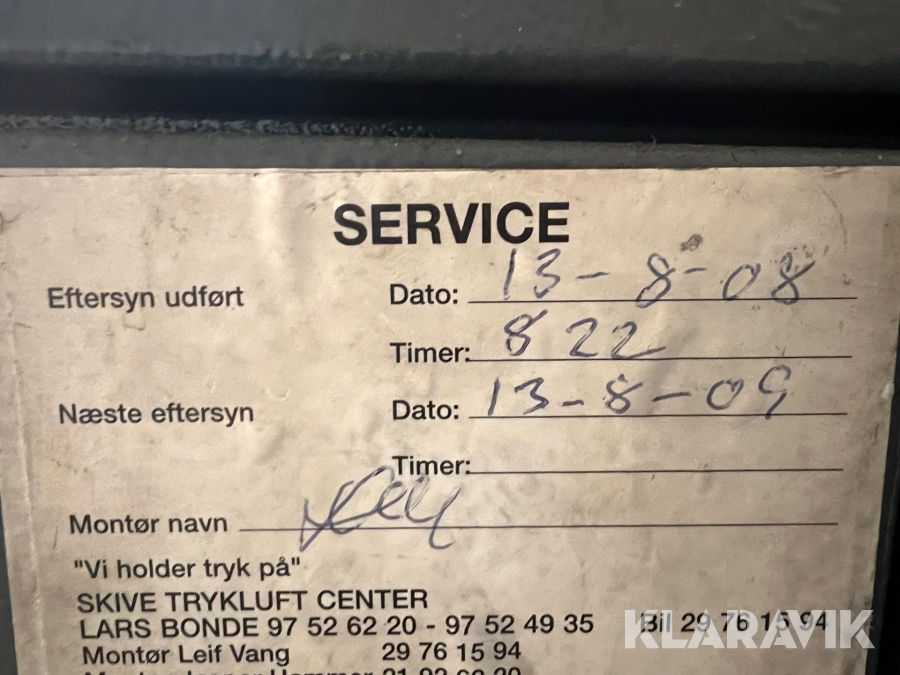 SERVICE
Eftersyn udført Dato: 13-8-08
Timer: 822
Næste eftersyn Dato: 13-8-09
Timer:
Montør navn
"Vi holder tryk på"
SKIVE TRYKLUFT CENTER
LARS BONDE 97 52 62 20 - 97 52 49 35 Bil 29 76 15 94
Montør Leif Vang 29 76 15 94
KLARAVIK